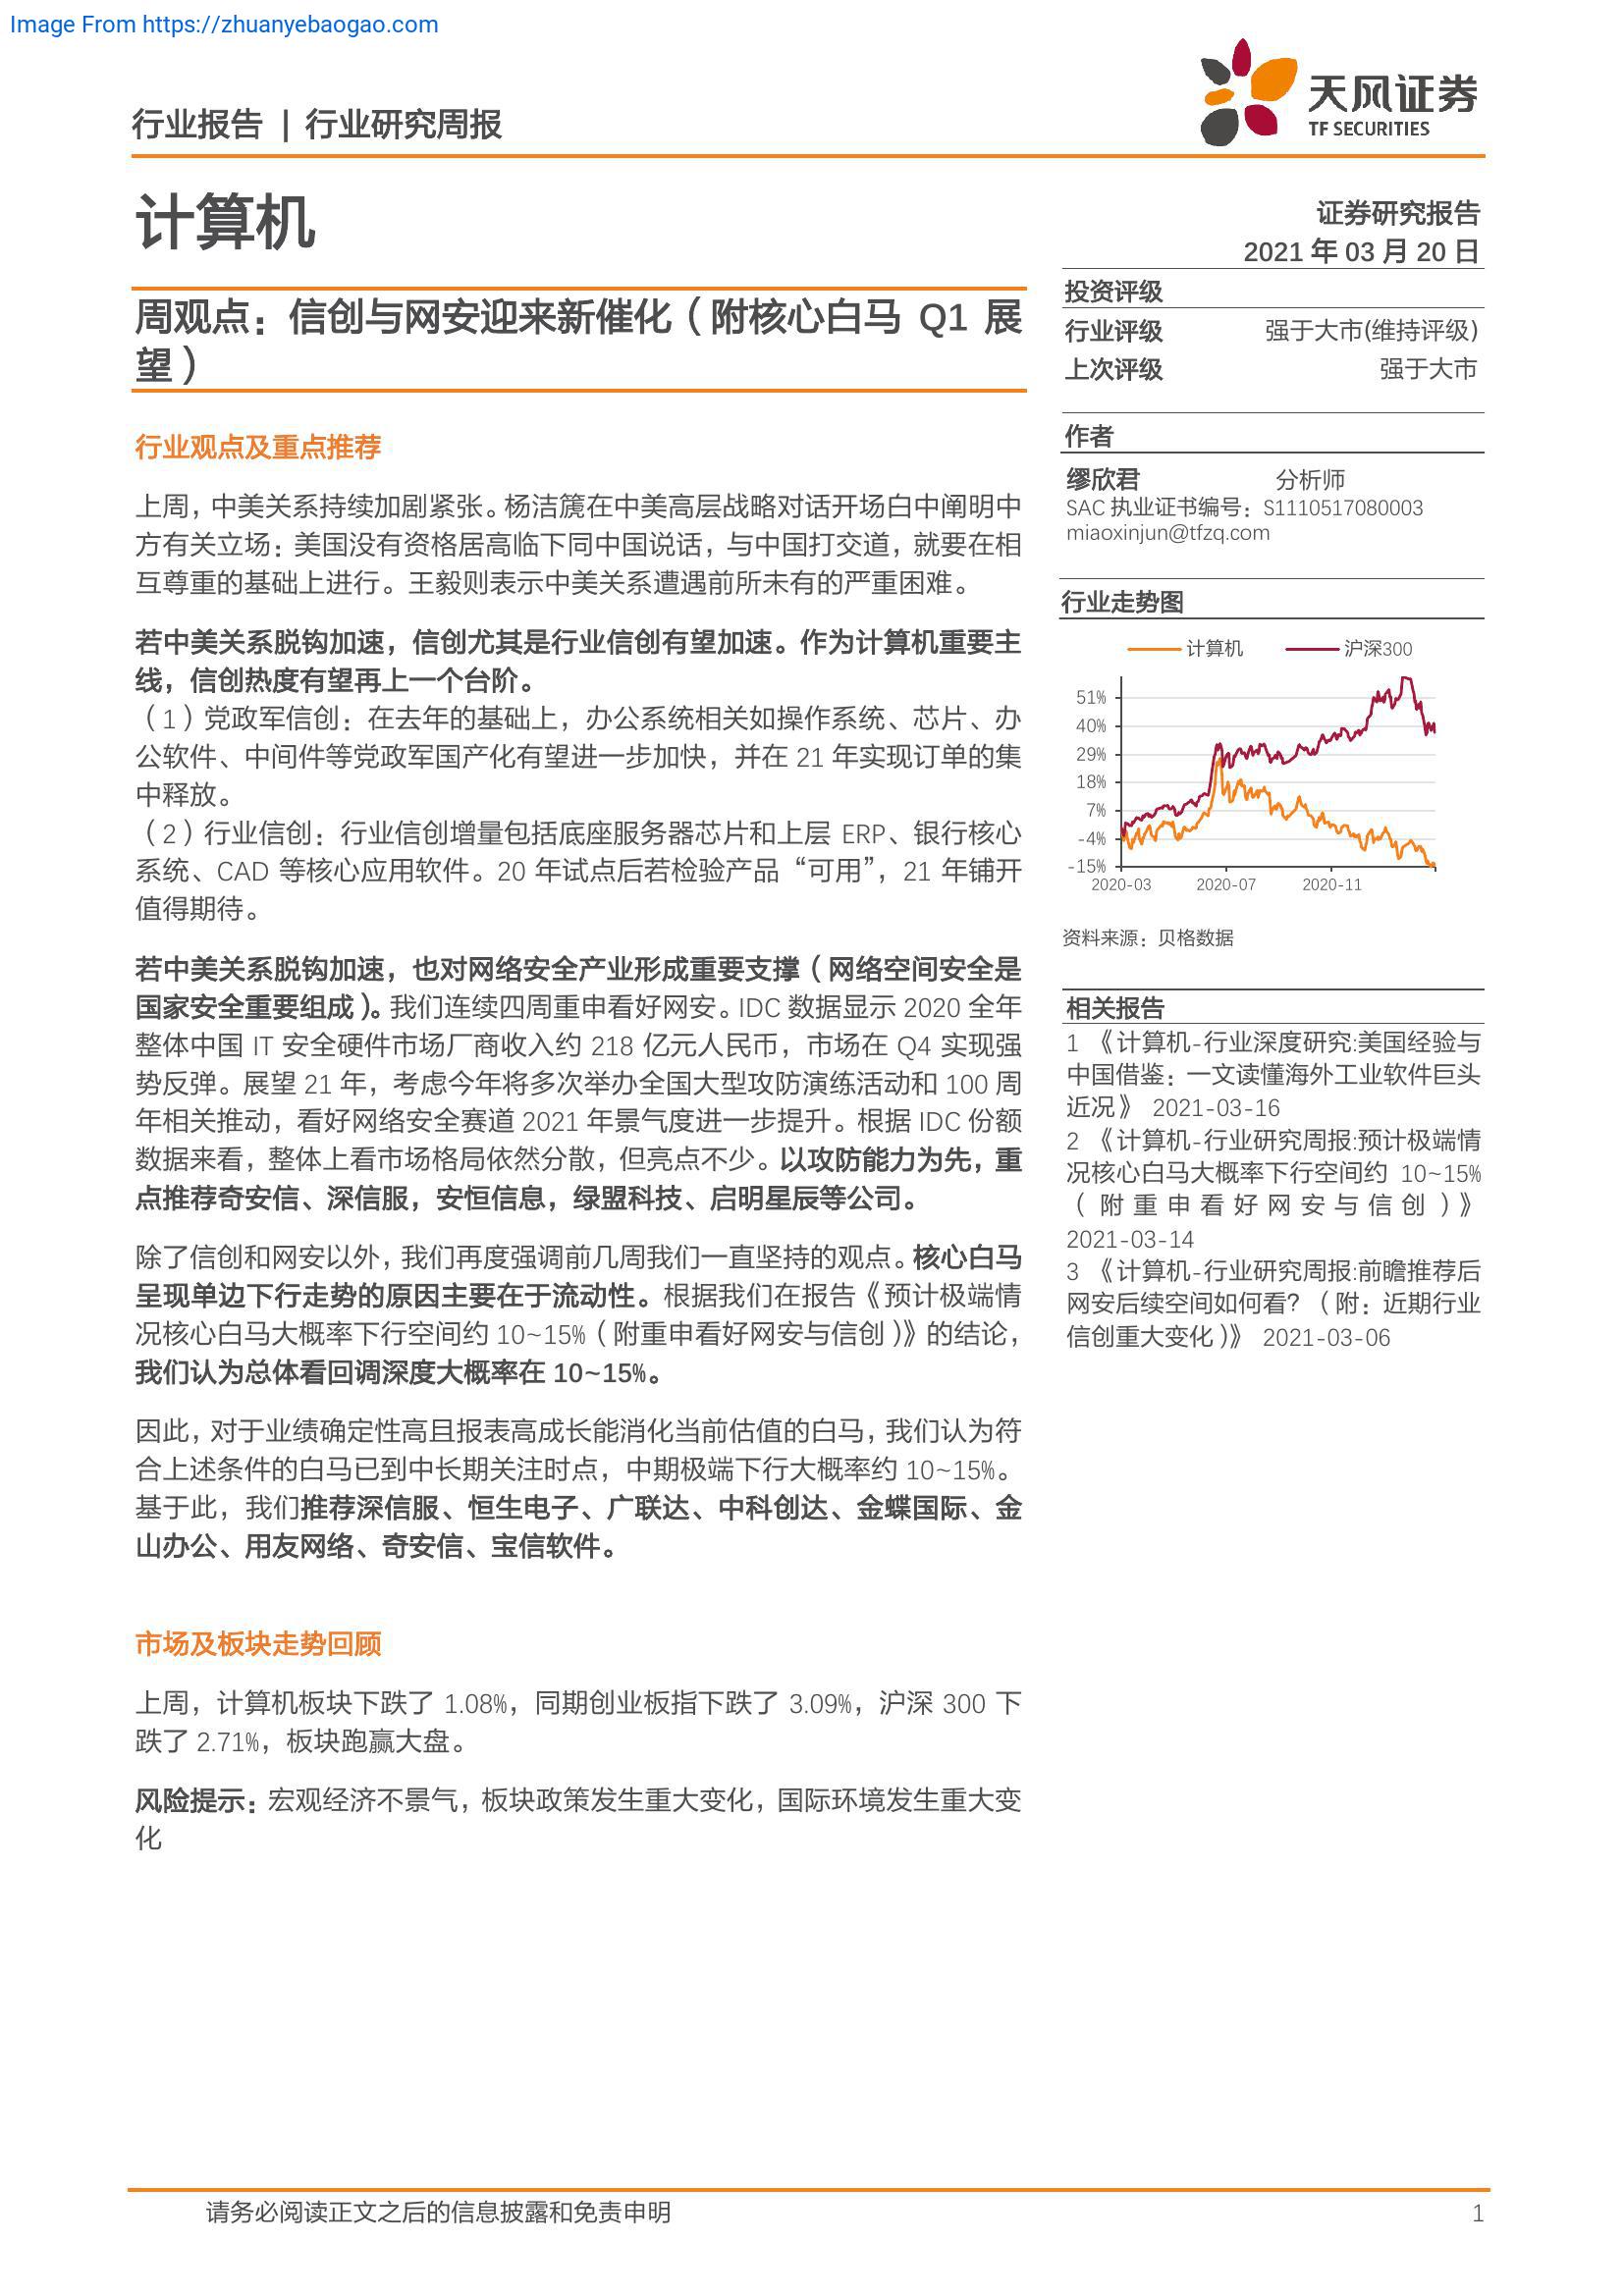 Image From https://zhuanyebaogao.com
行业报告 | 行业研究周报
天风证券
TF SECURITIES
计算机
证券研究报告
2021 年 03 月 20 日
周观点：信创与网安迎来新催化（附核心白马 Q1 展
望）
行业观点及重点推荐
上周，中美关系持续加剧紧张。杨洁篪在中美高层战略对话开场白中阐明中
方有关立场：美国没有资格居高临下同中国说话，与中国打交道，就要在相
互尊重的基础上进行。王毅则表示中美关系遭遇前所未有的严重困难。
若中美关系脱钩加速，信创尤其是行业信创有望加速。作为计算机重要主
线，信创热度有望再上一个台阶。
（1）党政军信创：在去年的基础上，办公系统相关如操作系统、芯片、办
公软件、中间件等党政军国产化有望进一步加快，并在 21 年实现订单的集
中释放。
（2）行业信创：行业信创增量包括底座服务器芯片和上层 ERP、银行核心
系统、CAD 等核心应用软件。20 年试点后若检验产品“可用”，21 年铺开
值得期待。
若中美关系脱钩加速，也对网络安全产业形成重要支撑（网络空间安全是
国家安全重要组成）。我们连续四周重申看好网安。IDC 数据显示 2020 全年
整体中国 IT 安全硬件市场厂商收入约 218 亿元人民币，市场在 Q4 实现强
势反弹。展望 21 年，考虑今年将多次举办全国大型攻防演练活动和 100 周
年相关推动，看好网络安全赛道 2021 年景气度进一步提升。根据 IDC 份额
数据来看，整体上看市场格局依然分散，但亮点不少。以攻防能力为先，重
点推荐奇安信、深信服，安恒信息，绿盟科技、启明星辰等公司。
除了信创和网安以外，我们再度强调前几周我们一直坚持的观点。核心白马
呈现单边下行走势的原因主要在于流动性。根据我们在报告《预计极端情
况核心白马大概率下行空间约 10~15%（附重申看好网安与信创）》的结论，
我们认为总体看回调深度大概率在 10~15%。
因此，对于业绩确定性高且报表高成长能消化当前估值的白马，我们认为符
合上述条件的白马已到中长期关注时点，中期极端下行大概率约 10~15%。
基于此，我们推荐深信服、恒生电子、广联达、中科创达、金蝶国际、金
山办公、用友网络、奇安信、宝信软件。
市场及板块走势回顾
上周，计算机板块下跌了 1.08%，同期创业板指下跌了 3.09%，沪深 300 下
跌了 2.71%，板块跑赢大盘。
风险提示：宏观经济不景气，板块政策发生重大变化，国际环境发生重大变
化
投资评级
行业评级 强于大市(维持评级)
上次评级 强于大市
作者
缪欣君 分析师
SAC 执业证书编号：S1110517080003
miaoxinjun@tfzq.com
行业走势图
计算机 沪深300
51%
40%
29%
18%
7%
-4%
-15%
2020-03 2020-07 2020-11
资料来源：贝格数据
相关报告
1 《计算机-行业深度研究:美国经验与
中国借鉴：一文读懂海外工业软件巨头
近况》 2021-03-16
2 《计算机-行业研究周报:预计极端情
况核心白马大概率下行空间约 10~15%
（附重申看好网安与信创）》
2021-03-14
3 《计算机-行业研究周报:前瞻推荐后
网安后续空间如何看？（附：近期行业
信创重大变化）》 2021-03-06
请务必阅读正文之后的信息披露和免责申明 1